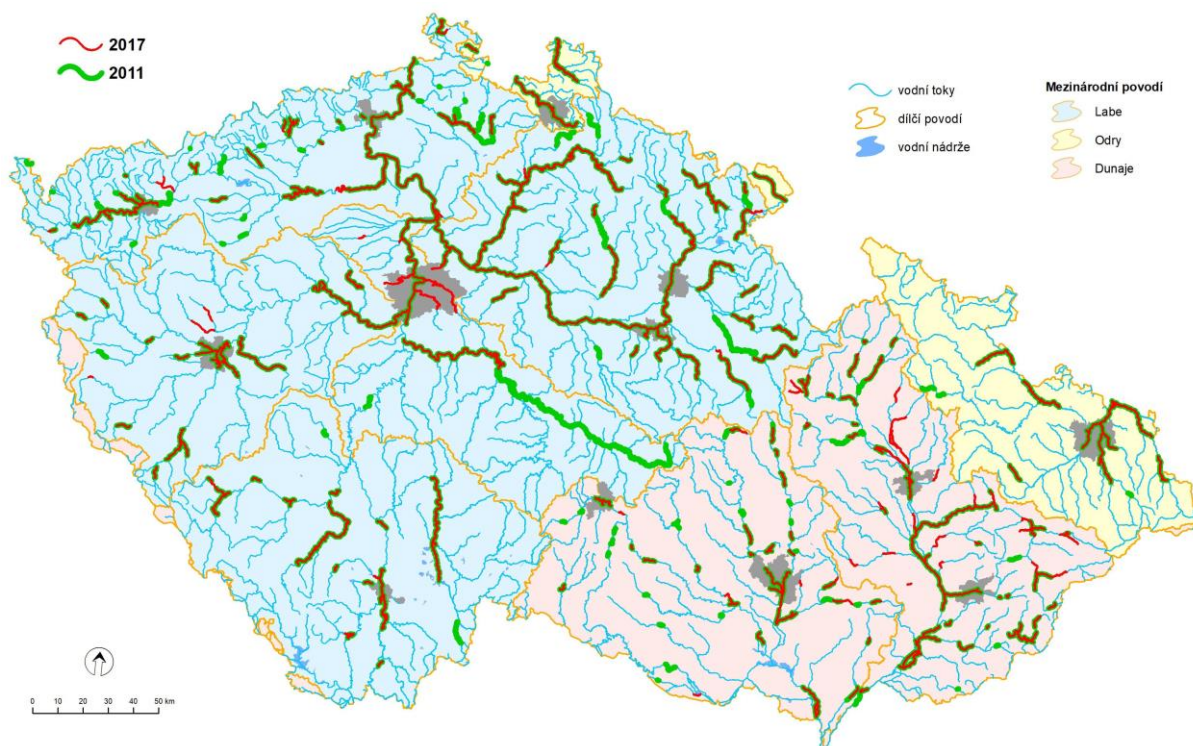 2017
2011
vodní toky
dílčí povodí
vodní nádrže
Mezinárodní povodí
Labe
Odry
Dunaje
0 10 20 30 40 50 km